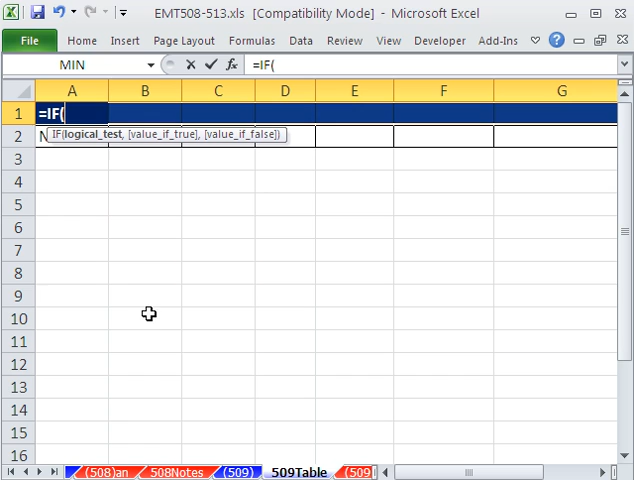 EMT508-513.xls [Compatibility Mode] - Microsoft Excel
File Home Insert Page Layout Formulas Data Review View Developer Add-Ins
MIN =IF(
A B C D E F G
1 =IF(
IF(logical_test, [value_if_true], [value_if_false])
2 N
3
4
5
6
7
8
9
10
11
12
13
14
15
16
(508)an 508Notes (509) 509Table (509